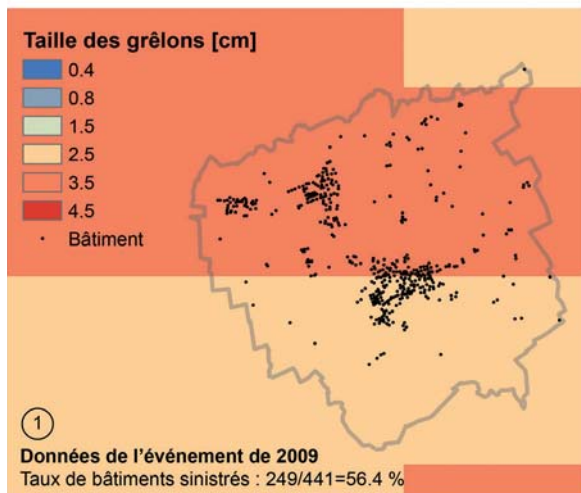 Taille des grêlons [cm]
0.4
0.8
1.5
2.5
3.5
4.5
Bâtiment
1
Données de l'événement de 2009
Taux de bâtiments sinistrés : 249/441=56.4 %